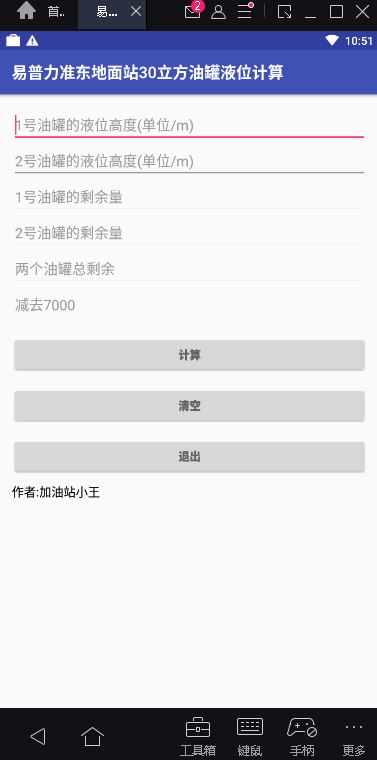 首..
易...
2
10:51
易普力准东地面站30立方油罐液位计算
1号油罐的液位高度(单位/m)
2号油罐的液位高度(单位/m)
1号油罐的剩余量
2号油罐的剩余量
两个油罐总剩余
减去7000
计算
清空
退出
作者:加油站小王
工具箱
键鼠
手柄
更多